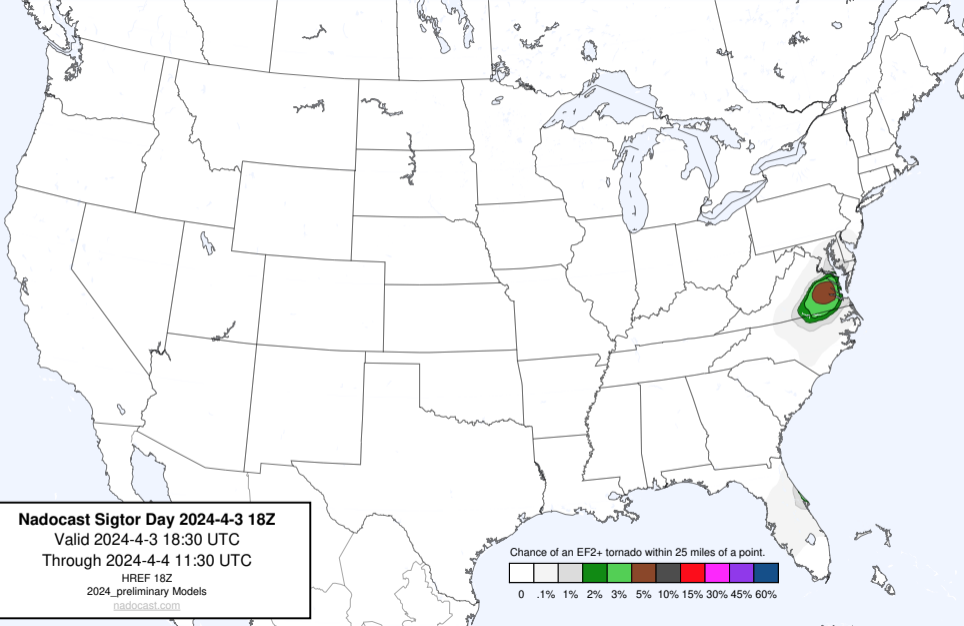 Nadocast Sigtor Day 2024-4-3 18Z
Valid 2024-4-3 18:30 UTC
Through 2024-4-4 11:30 UTC
HREF 18Z
2024_preliminary Models
nadocast.com
Chance of an EF2+ tornado within 25 miles of a point.
0 .1% 1% 2% 3% 5% 10% 15% 30% 45% 60%